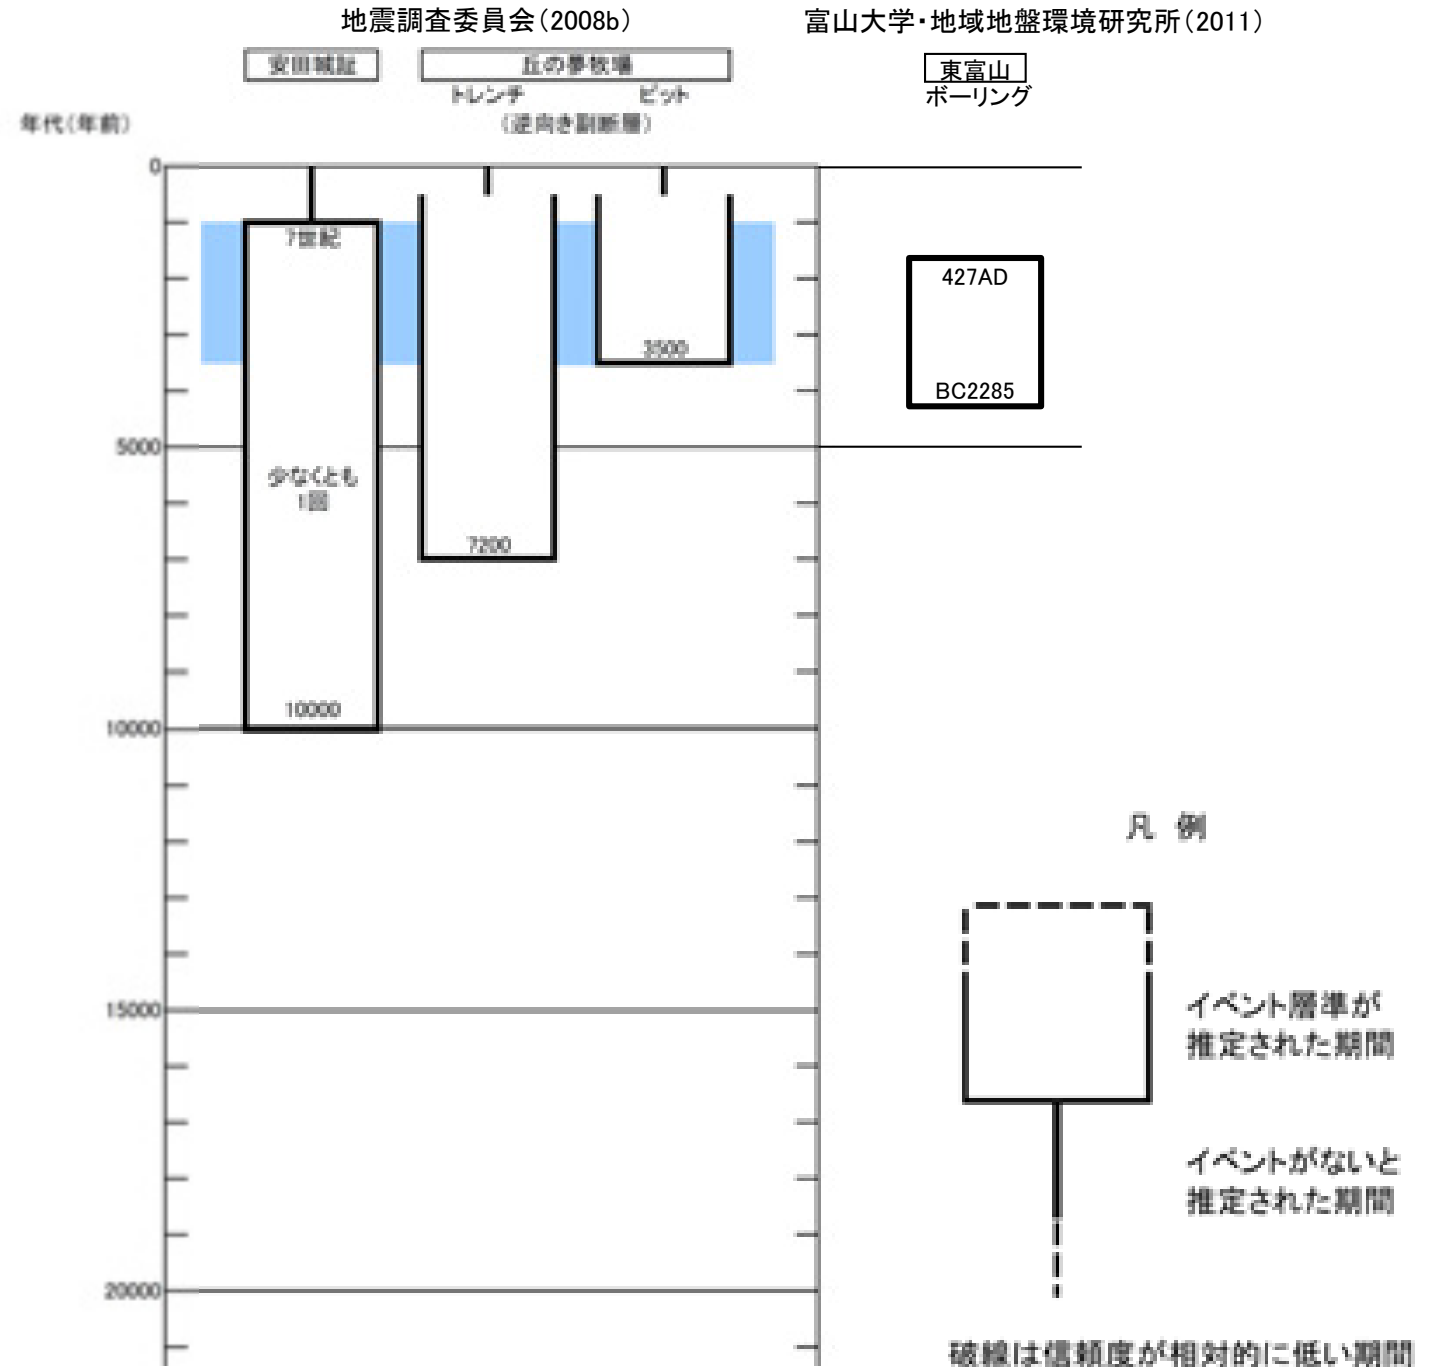 地震調査委員会（2008b）
富山大学・地域地盤環境研究所（2011）
安田城趾
丘の夢牧場
東富山
トレンチ
ピット
ボーリング
年代（年前）
（逆向き副断層）
0
7世紀
427AD
3500
BC2285
5000
少なくとも
1回
7200
10000
10000
凡 例
イベント層準が
推定された期間
15000
イベントがないと
推定された期間
20000
破線は信頼度が相対的に低い期間